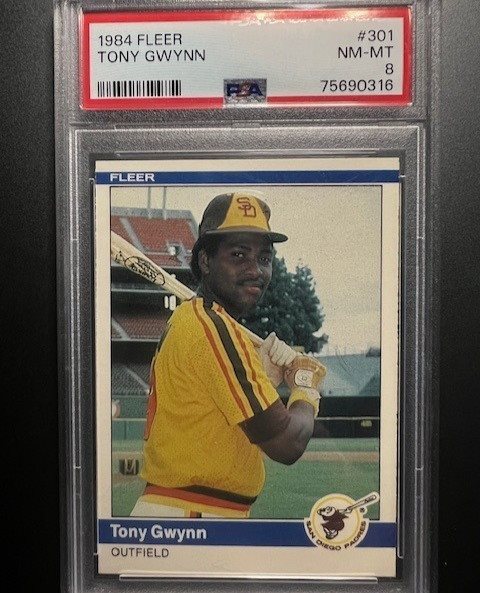 1984 FLEER #301
TONY GWYNN NM-MT
8
PSA 75690316
FLEER
SD
Tony Gwynn
OUTFIELD
SAN DIEGO PADRES